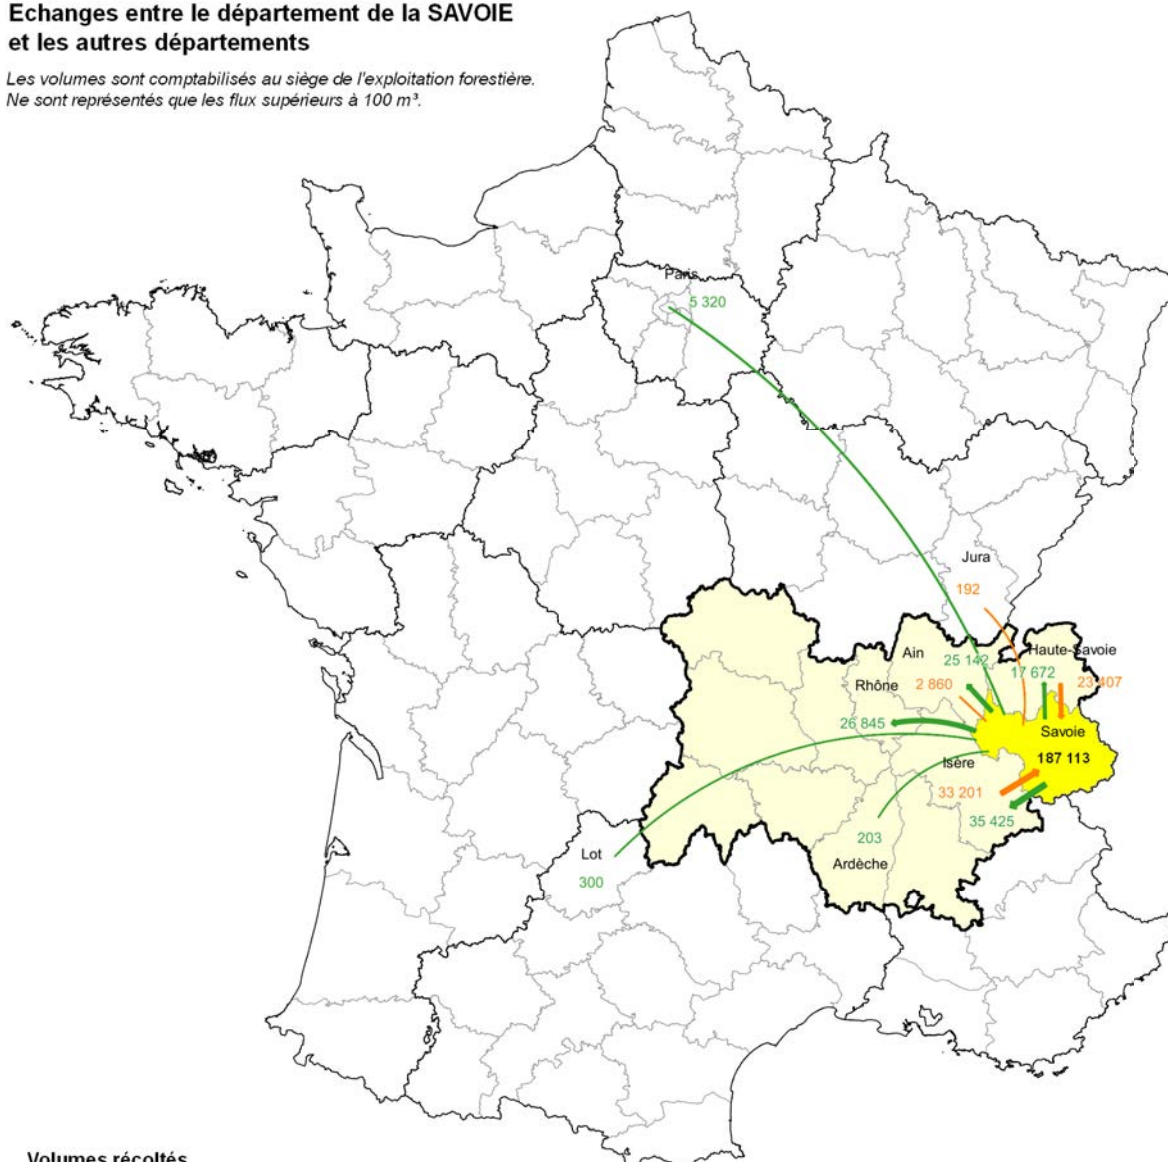 Echanges entre le département de la SAVOIE
et les autres départements
Les volumes sont comptabilisés au siège de l'exploitation forestière.
Ne sont représentés que les flux supérieurs à 100 m³.
Paris
5 320
Jura
192
Ain
25 142
Haute-Savoie
17 672
23 407
Rhône
2 860
26 845
Savoie
187 113
Isère
33 201
35 425
203
Ardèche
Lot
300
Volumes récoltés